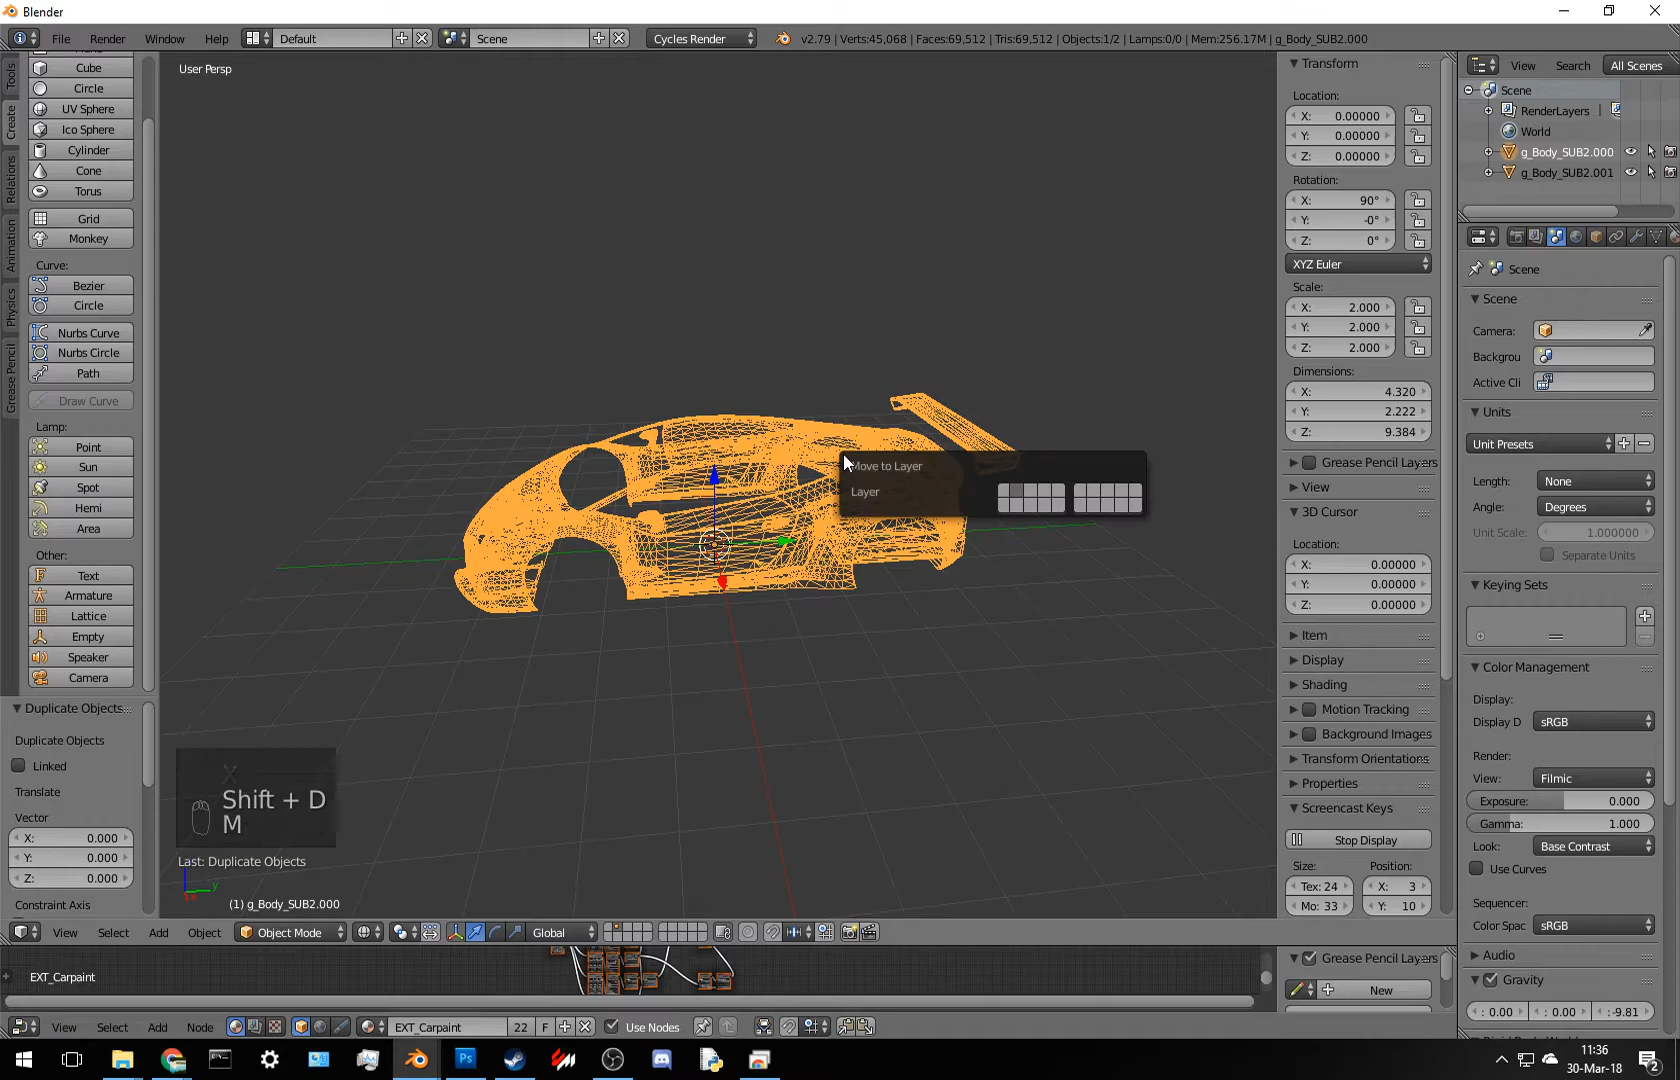 Blender
File Render Window Help Default Scene Cycles Render v2.79 | Verts:45,068 | Faces:69,512 | Tris:69,512 | Objects:1/2 | Lamps:0/0 | Mem:256.17M | g_Body_SUB2.000
User Persp
Tools
Create
Relations
Animation
Physics
Grease Pencil
Cube
Circle
UV Sphere
Ico Sphere
Cylinder
Cone
Torus
Grid
Monkey
Curve:
Bezier
Circle
Nurbs Curve
Nurbs Circle
Path
Draw Curve
Lamp:
Point
Sun
Spot
Hemi
Area
Other:
Text
Armature
Lattice
Empty
Speaker
Camera
Duplicate Objects
Duplicate Objects
Linked
Translate
Vector
X: 0.000
Y: 0.000
Z: 0.000
Constraint Axis
Move to Layer
Layer
X
Shift + D
M
Last: Duplicate Objects
(1) g_Body_SUB2.000
View Select Add Object Object Mode Global
EXT_Carpaint
View Select Add Node EXT_Carpaint 22 F Use Nodes
Transform
Location:
X: 0.00000
Y: 0.00000
Z: 0.00000
Rotation:
X: 90°
Y: -0°
Z: 0°
XYZ Euler
Scale:
X: 2.000
Y: 2.000
Z: 2.000
Dimensions:
X: 4.320
Y: 2.222
Z: 9.384
Grease Pencil Layers
View
3D Cursor
Location:
X: 0.00000
Y: 0.00000
Z: 0.00000
Item
Display
Shading
Motion Tracking
Background Images
Transform Orientations
Properties
Screencast Keys
Stop Display
Size: Position:
Tex: 24 X: 3
Mo: 33 Y: 10
Grease Pencil Layers
New
View Search All Scenes
Scene
RenderLayers
World
g_Body_SUB2.000
g_Body_SUB2.001
Scene
Scene
Camera:
Backgrou
Active Cli
Units
Unit Presets
Length: None
Angle: Degrees
Unit Scale: 1.000000
Separate Units
Keying Sets
Color Management
Display:
Display D sRGB
Render:
View: Filmic
Exposure: 0.000
Gamma: 1.000
Look: Base Contrast
Use Curves
Sequencer:
Color Spac sRGB
Audio
Gravity
: 0.00 : 0.00 :-9.81
11:36
30-Mar-18
2